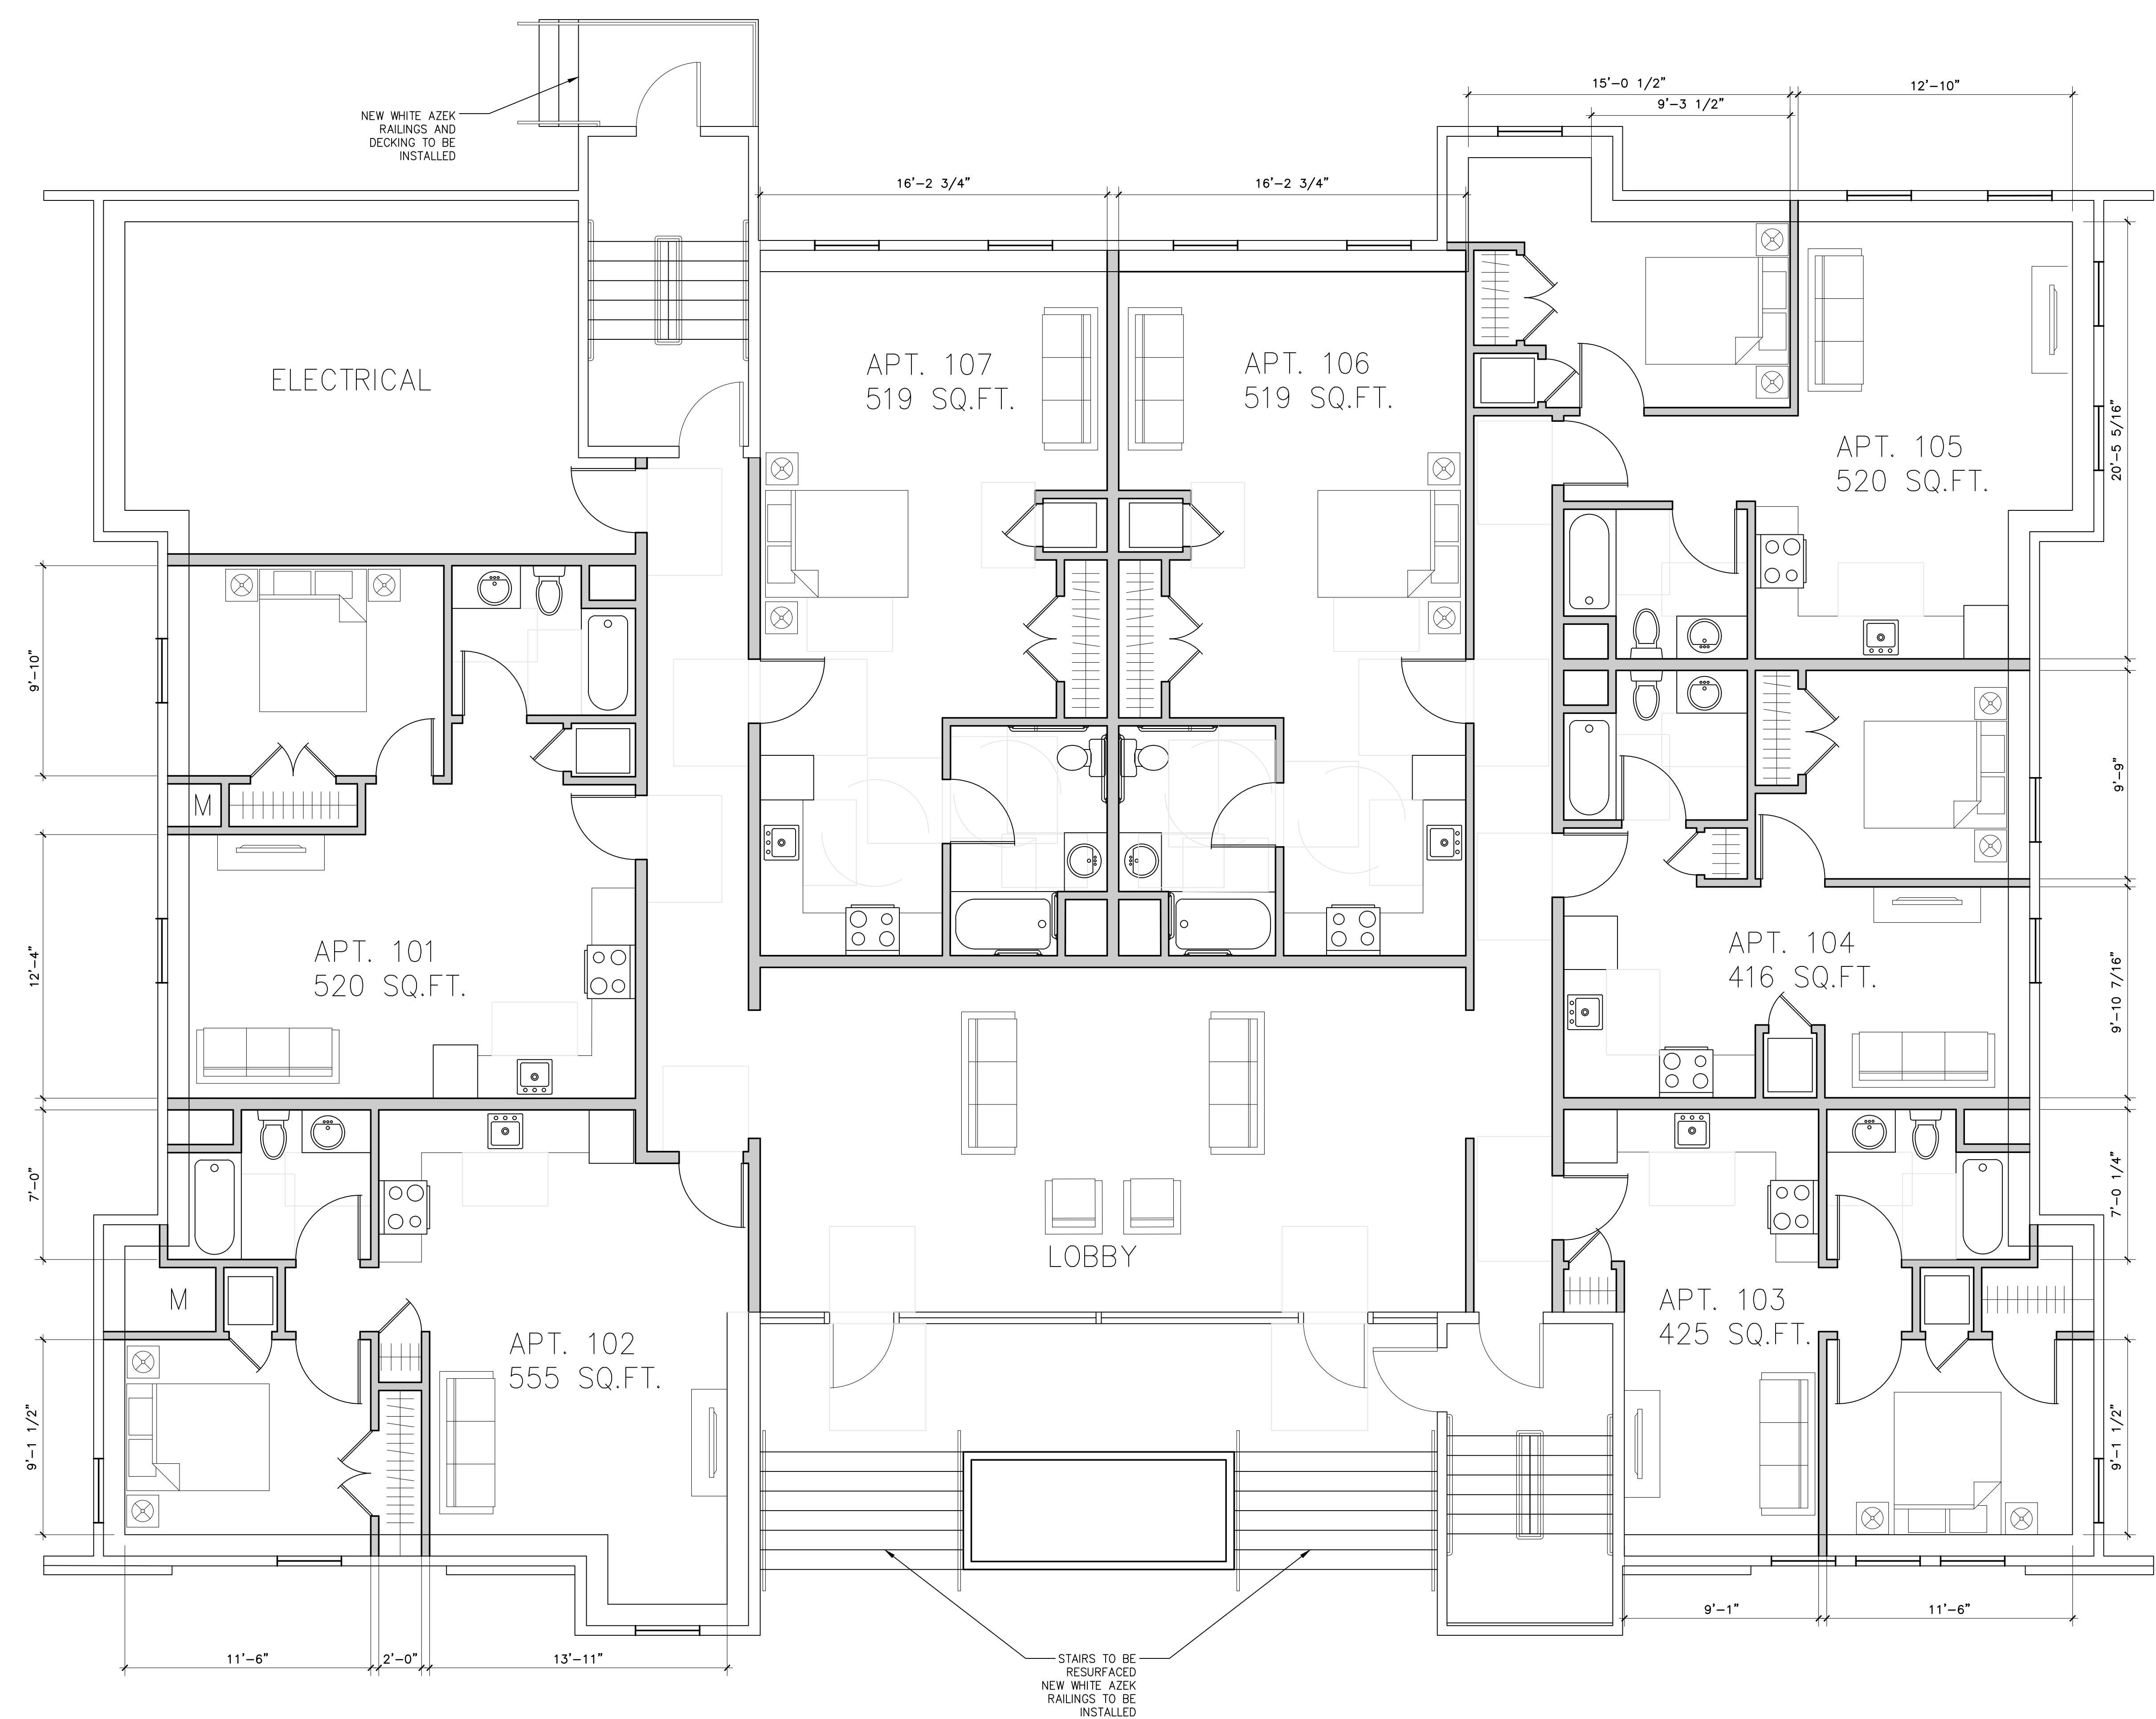 NEW WHITE AZEK
RAILINGS AND
DECKING TO BE
INSTALLED
15'-0 1/2"
9'-3 1/2"
12'-10"
16'-2 3/4"
16'-2 3/4"
ELECTRICAL
APT. 107
519 SQ.FT.
APT. 106
519 SQ.FT.
APT. 105
520 SQ.FT.
20'-5 5/16"
9'-10"
9'-9"
M
APT. 101
520 SQ.FT.
12'-4"
APT. 104
416 SQ.FT.
9'-10 7/16"
7'-0"
7'-0 1/4"
LOBBY
M
APT. 102
555 SQ.FT.
APT. 103
425 SQ.FT.
9'-1 1/2"
9'-1 1/2"
9'-1"
11'-6"
11'-6"
2'-0"
13'-11"
STAIRS TO BE
RESURFACED
NEW WHITE AZEK
RAILINGS TO BE
INSTALLED